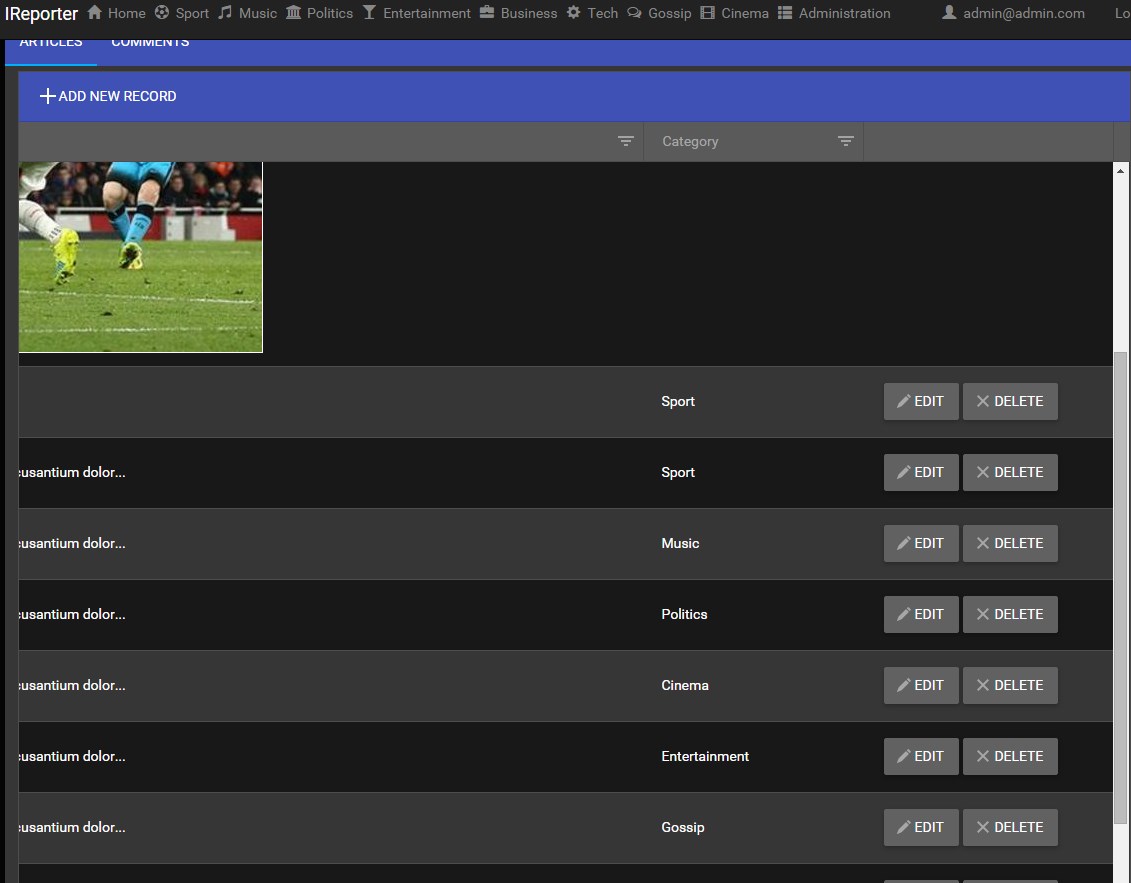 IReporter Home Sport Music Politics Entertainment Business Tech Gossip Cinema Administration admin@admin.com Lo
ARTICLES COMMENTS
ADD NEW RECORD
Category
Sport EDIT DELETE
cusantium dolor... Sport EDIT DELETE
cusantium dolor... Music EDIT DELETE
cusantium dolor... Politics EDIT DELETE
cusantium dolor... Cinema EDIT DELETE
cusantium dolor... Entertainment EDIT DELETE
cusantium dolor... Gossip EDIT DELETE